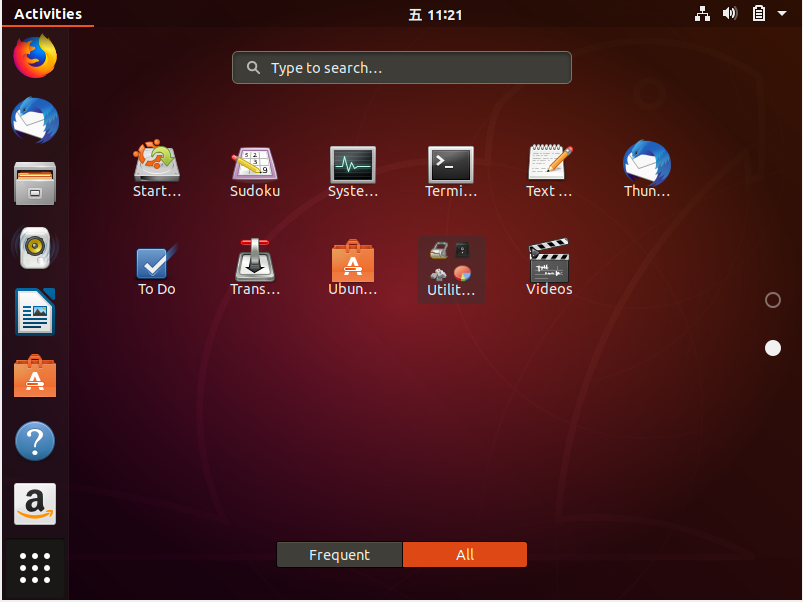 Activities
五 11:21
Type to search...
Start...
Sudoku
Syste...
Termi...
Text ...
Thun...
To Do
Trans...
Ubun...
Utilit...
Videos
Frequent
All